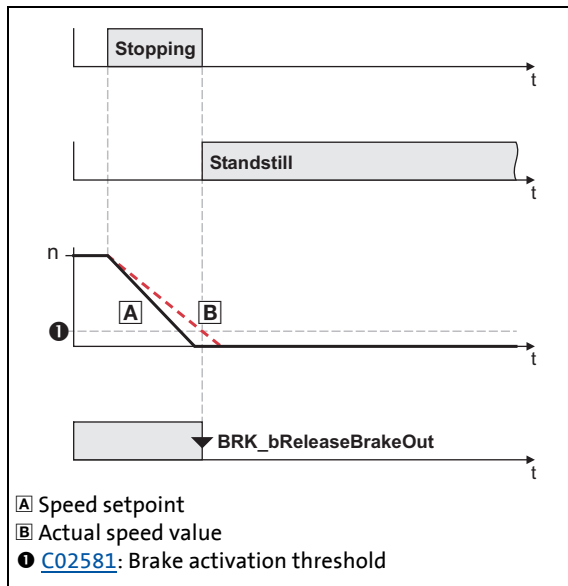 Stopping
t
Standstill
t
n
A B
❶
t
BRK_bReleaseBrakeOut
t
A Speed setpoint
B Actual speed value
❶ C02581: Brake activation threshold